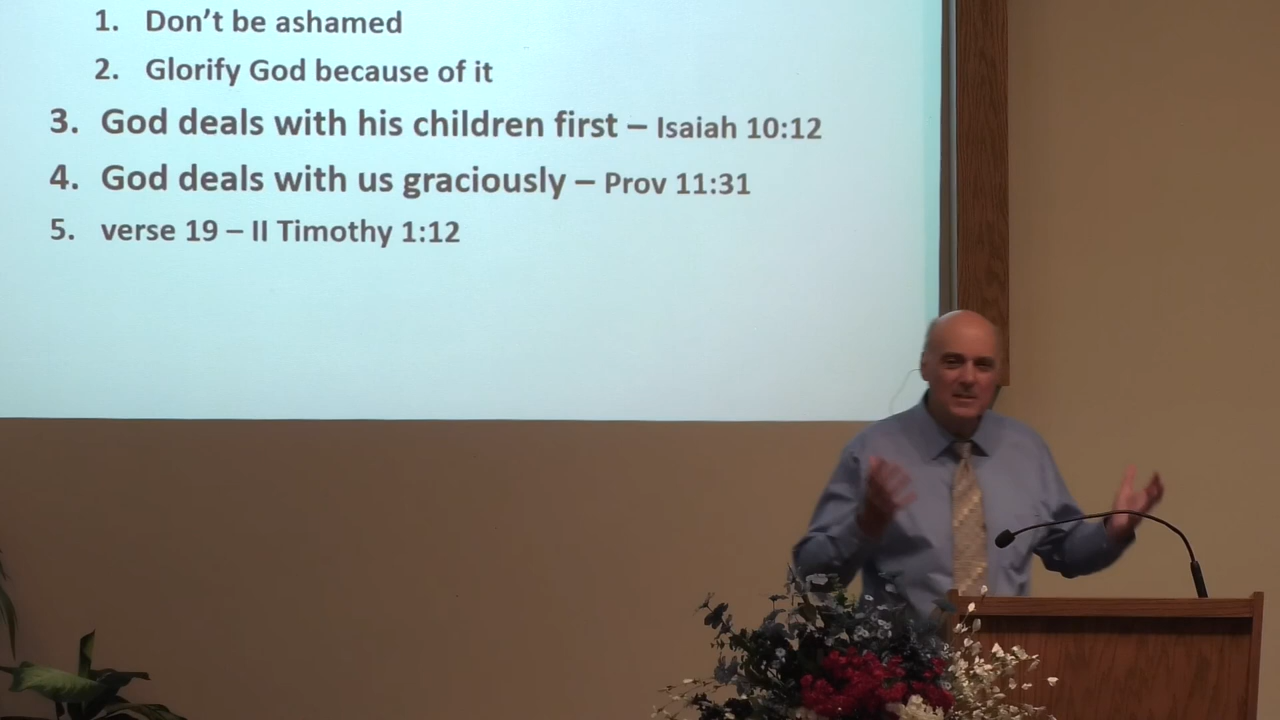 1. Don't be ashamed
2. Glorify God because of it
3. God deals with his children first – Isaiah 10:12
4. God deals with us graciously – Prov 11:31
5. verse 19 – II Timothy 1:12